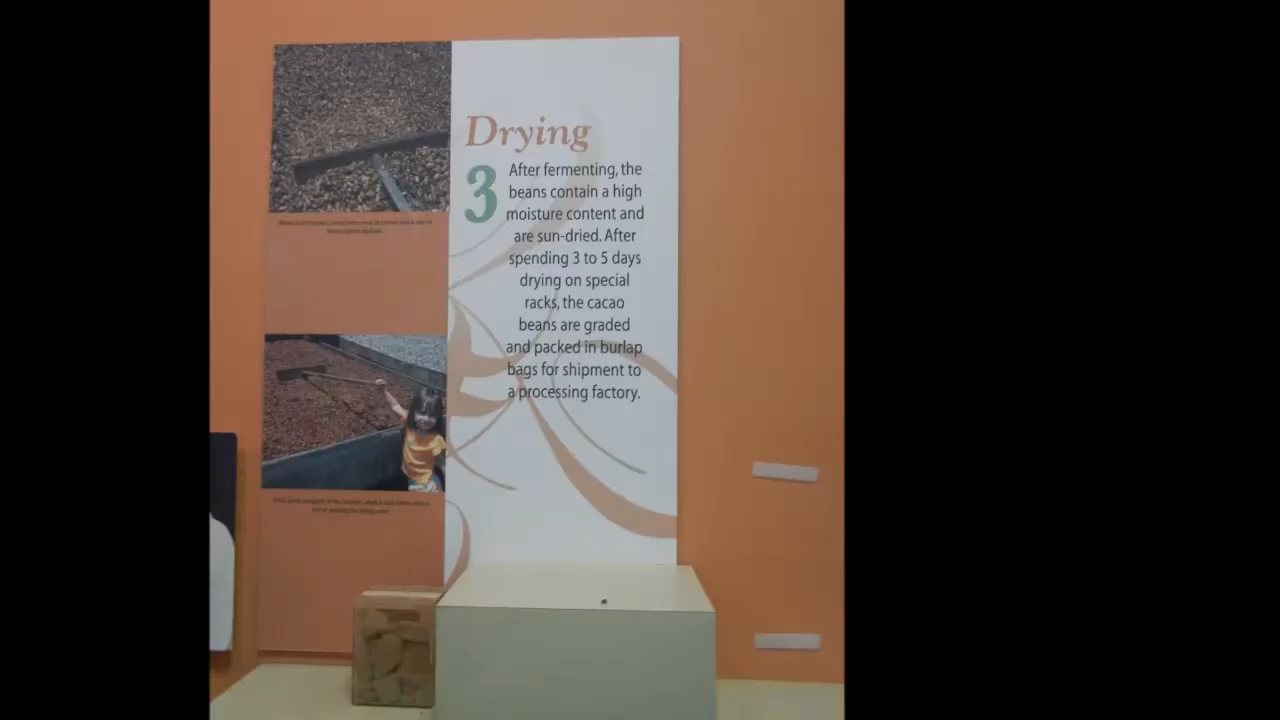 Drying
3
After fermenting, the
beans contain a high
moisture content and
are sun-dried. After
spending 3 to 5 days
drying on special
racks, the cacao
beans are graded
and packed in burlap
bags for shipment to
a processing factory.